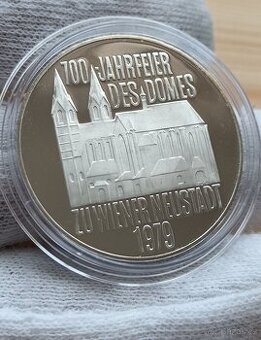 700 JAHRFEIER
DES DOMES
ZU WIENER NEUSTADT
1979